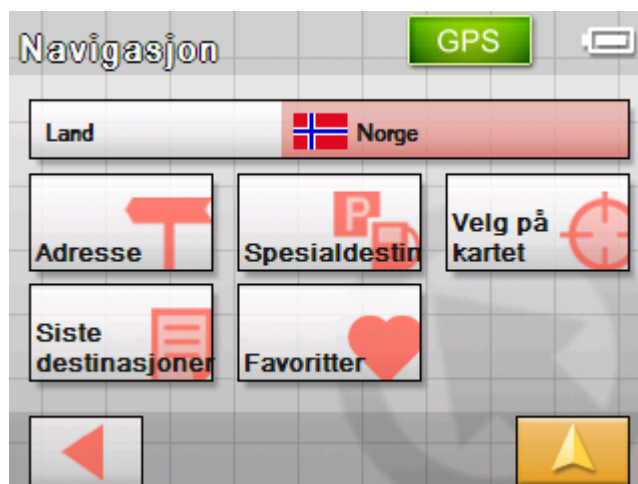 Navigasjon
GPS
Land
Norge
Adresse
Spesialdestin
Velg på
kartet
Siste
destinasjoner
Favoritter